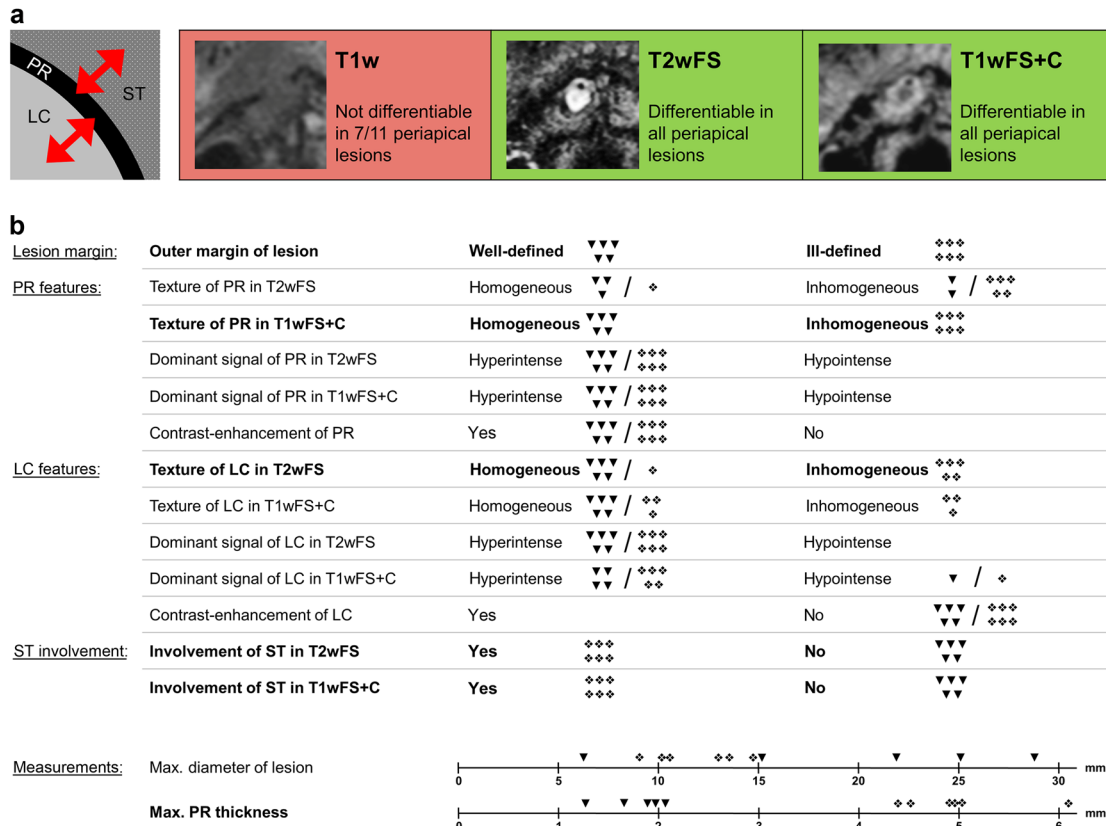 a
PR
ST
LC
T1w
Not differentiable
in 7/11 periapical
lesions
T2wFS
Differentiable in
all periapical
lesions
T1wFS+C
Differentiable in
all periapical
lesions
b
Lesion margin: Outer margin of lesion Well-defined Ill-defined
PR features: Texture of PR in T2wFS Homogeneous / Inhomogeneous /
Texture of PR in T1wFS+C Homogeneous Inhomogeneous
Dominant signal of PR in T2wFS Hyperintense / Hypointense
Dominant signal of PR in T1wFS+C Hyperintense / Hypointense
Contrast-enhancement of PR Yes / No
LC features: Texture of LC in T2wFS Homogeneous / Inhomogeneous
Texture of LC in T1wFS+C Homogeneous / Inhomogeneous
Dominant signal of LC in T2wFS Hyperintense / Hypointense
Dominant signal of LC in T1wFS+C Hyperintense / Hypointense /
Contrast-enhancement of LC Yes No /
ST involvement: Involvement of ST in T2wFS Yes No
Involvement of ST in T1wFS+C Yes No
Measurements: Max. diameter of lesion mm
0 5 10 15 20 25 30
Max. PR thickness mm
0 1 2 3 4 5 6